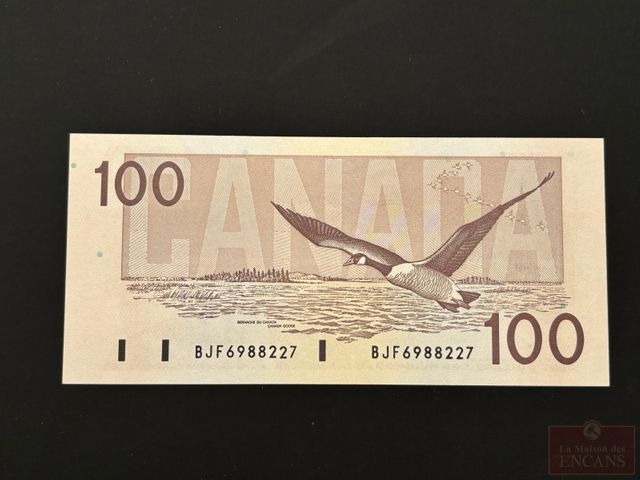 100
CANADA
BERNACHE DU CANADA
CANADA GOOSE
BJF6988227
BJF6988227
100
La Maison des
ENCANS